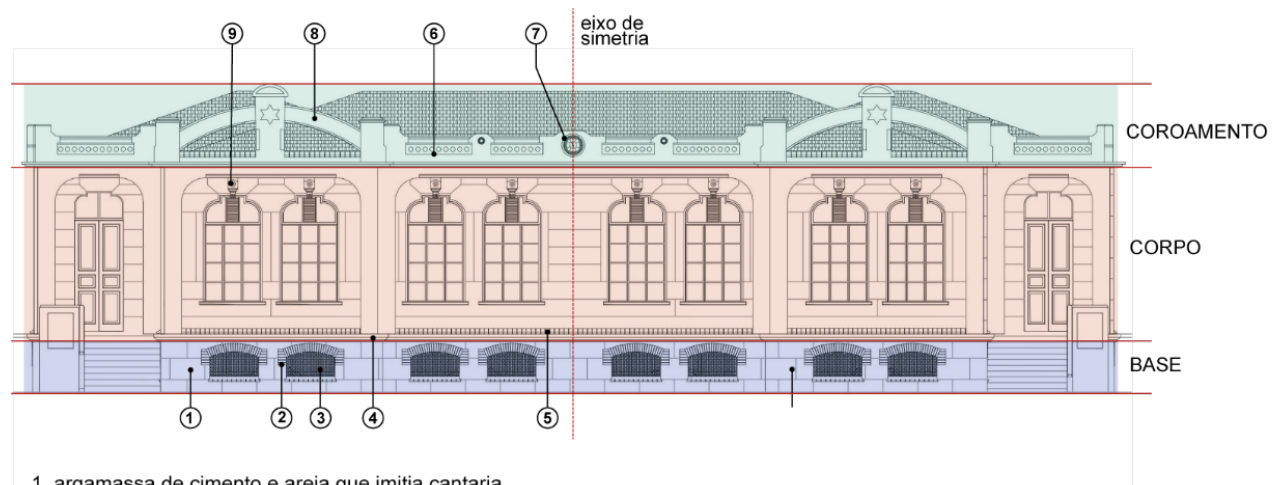 9
8
6
7
eixo de
simetria
COROAMENTO
CORPO
BASE
1
2
3
4
5
1. argamassa de cimento e areia que imitia cantaria